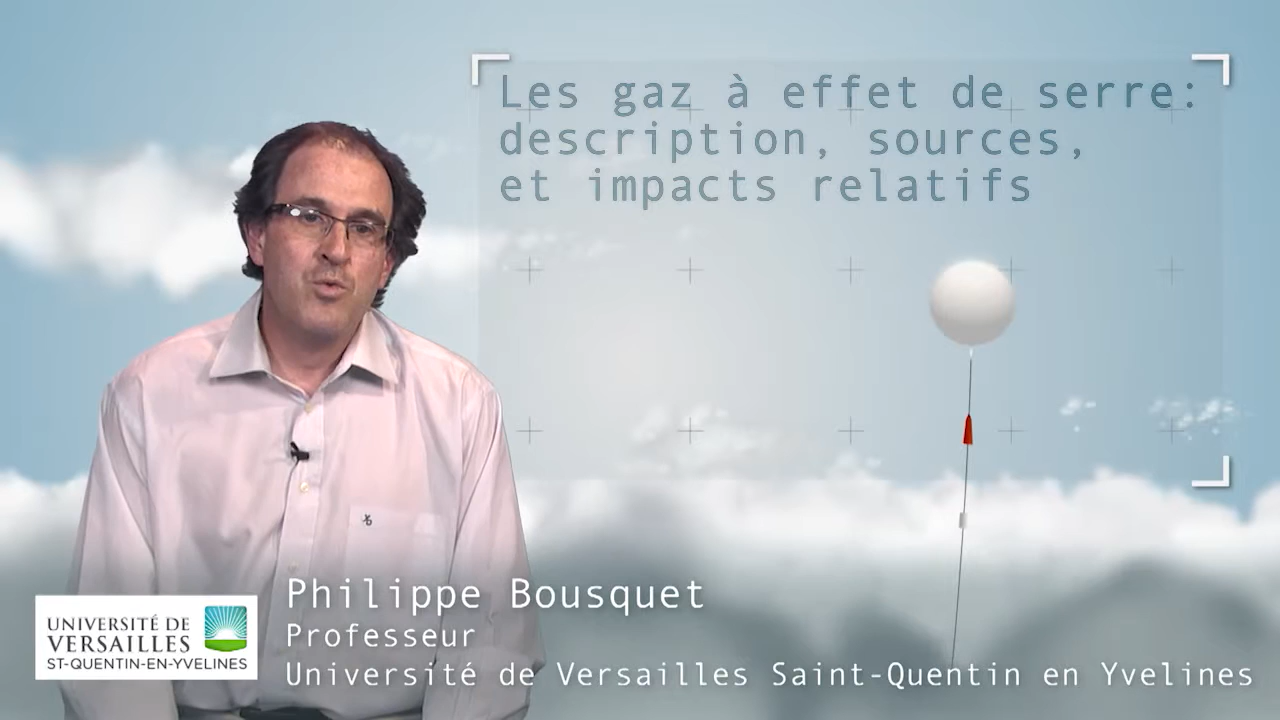 Les gaz à effet de serre:
description, sources,
et impacts relatifs
Philippe Bousquet
Professeur
Université de Versailles Saint-Quentin en Yvelines
UNIVERSITÉ DE
VERSAILLES
ST-QUENTIN-EN-YVELINES